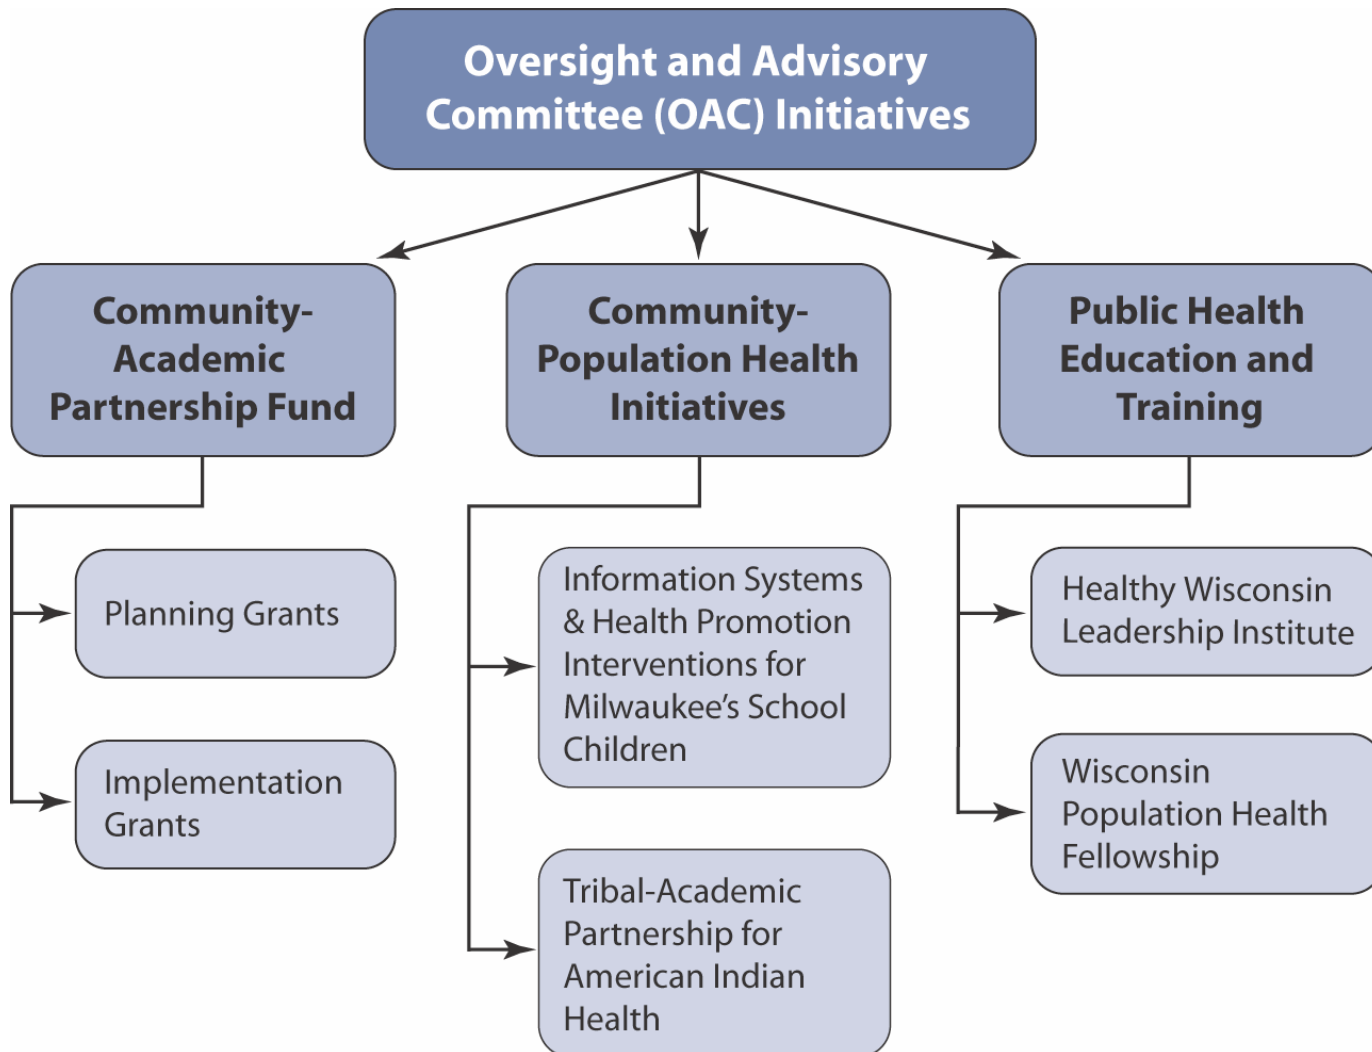 Oversight and Advisory
Committee (OAC) Initiatives
Community-
Academic
Partnership Fund
Planning Grants
Implementation
Grants
Community-
Population Health
Initiatives
Information Systems
& Health Promotion
Interventions for
Milwaukee’s School
Children
Tribal-Academic
Partnership for
American Indian
Health
Public Health
Education and
Training
Healthy Wisconsin
Leadership Institute
Wisconsin
Population Health
Fellowship